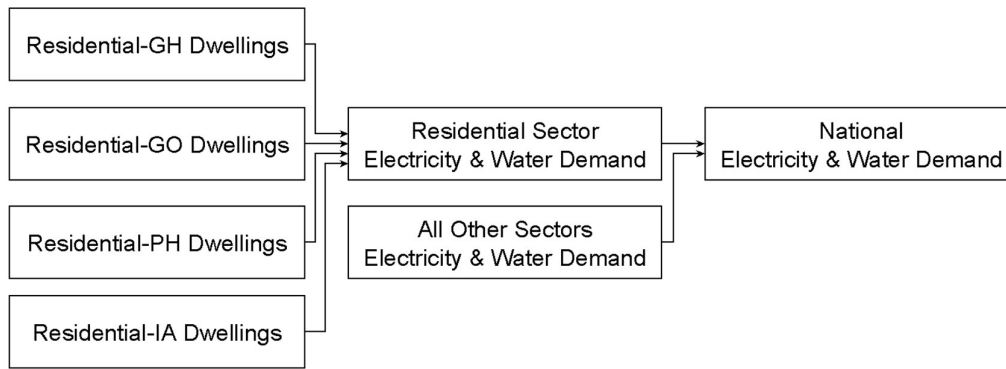 Residential-GH Dwellings
Residential-GO Dwellings
Residential-PH Dwellings
Residential-IA Dwellings
Residential Sector
Electricity & Water Demand
All Other Sectors
Electricity & Water Demand
National
Electricity & Water Demand